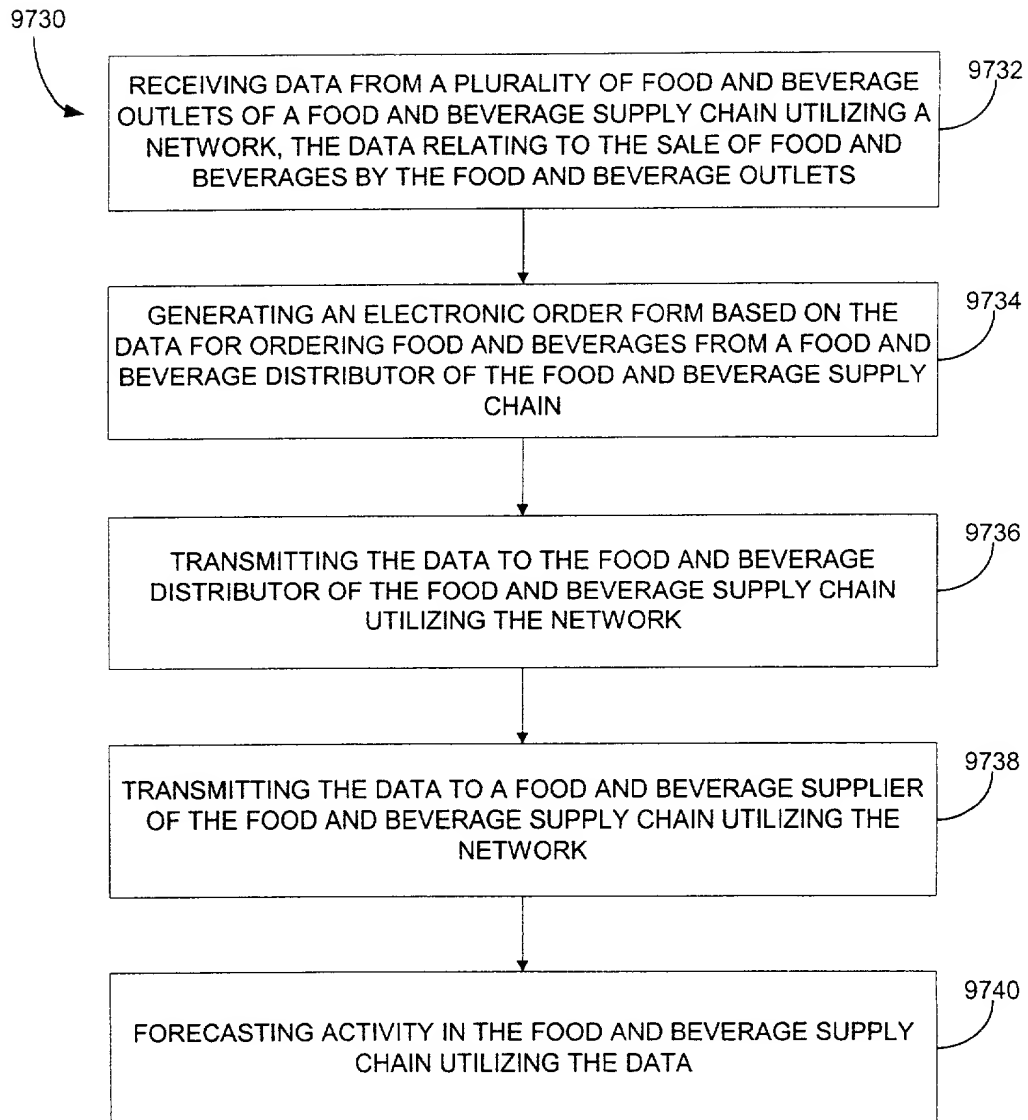 9730
RECEIVING DATA FROM A PLURALITY OF FOOD AND BEVERAGE
OUTLETS OF A FOOD AND BEVERAGE SUPPLY CHAIN UTILIZING A
NETWORK, THE DATA RELATING TO THE SALE OF FOOD AND
BEVERAGES BY THE FOOD AND BEVERAGE OUTLETS
9732
GENERATING AN ELECTRONIC ORDER FORM BASED ON THE
DATA FOR ORDERING FOOD AND BEVERAGES FROM A FOOD AND
BEVERAGE DISTRIBUTOR OF THE FOOD AND BEVERAGE SUPPLY
CHAIN
9734
TRANSMITTING THE DATA TO THE FOOD AND BEVERAGE
DISTRIBUTOR OF THE FOOD AND BEVERAGE SUPPLY CHAIN
UTILIZING THE NETWORK
9736
TRANSMITTING THE DATA TO A FOOD AND BEVERAGE SUPPLIER
OF THE FOOD AND BEVERAGE SUPPLY CHAIN UTILIZING THE
NETWORK
9738
FORECASTING ACTIVITY IN THE FOOD AND BEVERAGE SUPPLY
CHAIN UTILIZING THE DATA
9740